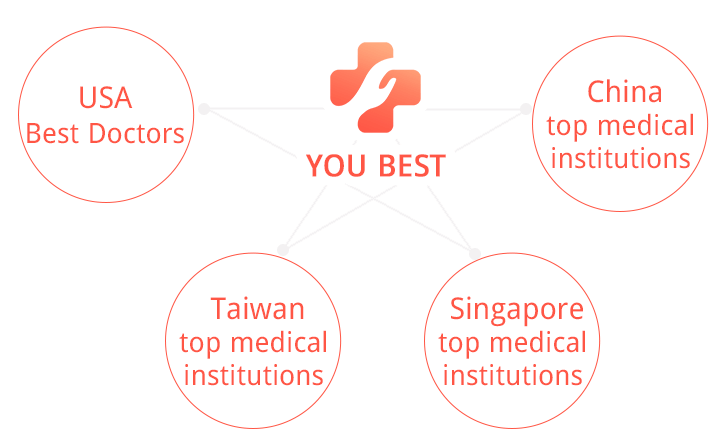 USA
Best Doctors
YOU BEST
China
top medical
institutions
Taiwan
top medical
institutions
Singapore
top medical
institutions